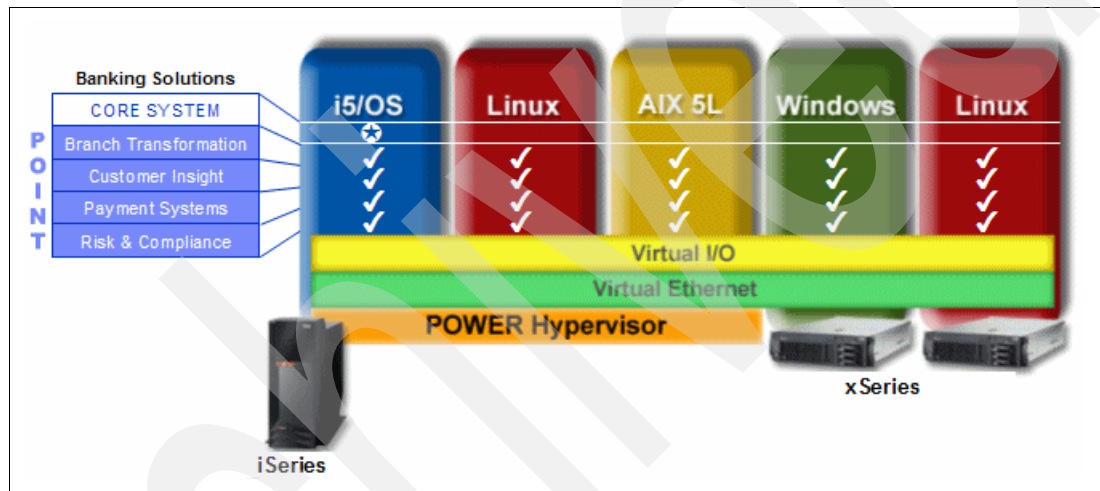 Banking Solutions
CORE SYSTEM
Branch Transformation
Customer Insight
Payment Systems
Risk & Compliance
POINT
i5/OS
Linux
AIX 5L
Windows
Linux
Virtual I/O
Virtual Ethernet
POWER Hypervisor
iSeries
xSeries